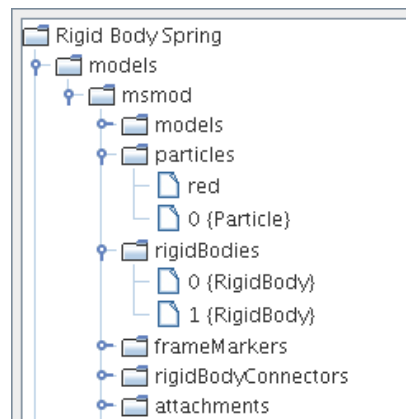 Rigid Body Spring
models
msmod
models
particles
red
0 {Particle}
rigidBodies
0 {RigidBody}
1 {RigidBody}
frameMarkers
rigidBodyConnectors
attachments